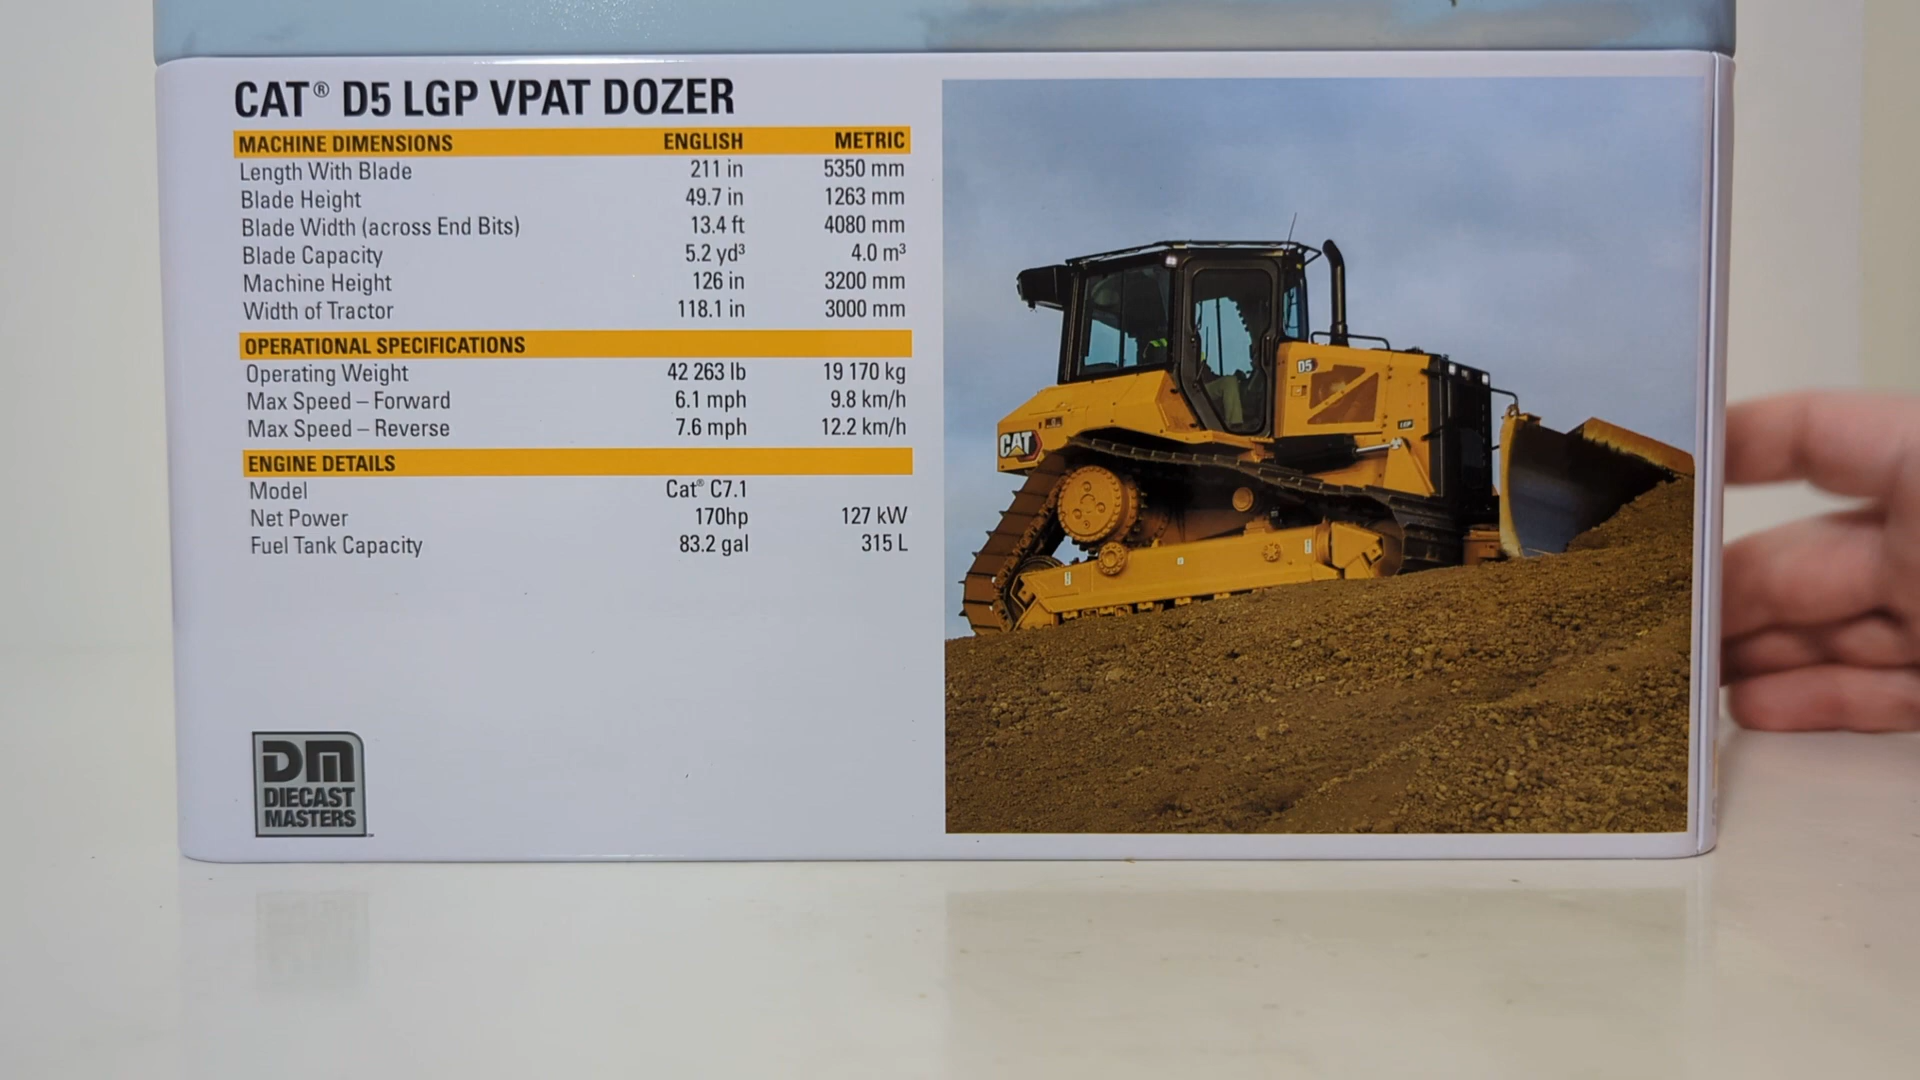 CAT® D5 LGP VPAT DOZER
MACHINE DIMENSIONS ENGLISH METRIC
Length With Blade 211 in 5350 mm
Blade Height 49.7 in 1263 mm
Blade Width (across End Bits) 13.4 ft 4080 mm
Blade Capacity 5.2 yd³ 4.0 m³
Machine Height 126 in 3200 mm
Width of Tractor 118.1 in 3000 mm
OPERATIONAL SPECIFICATIONS
Operating Weight 42 263 lb 19 170 kg
Max Speed – Forward 6.1 mph 9.8 km/h
Max Speed – Reverse 7.6 mph 12.2 km/h
ENGINE DETAILS
Model Cat® C7.1
Net Power 170hp 127 kW
Fuel Tank Capacity 83.2 gal 315 L
DM
DIECAST
MASTERS
D5
LGP
CAT